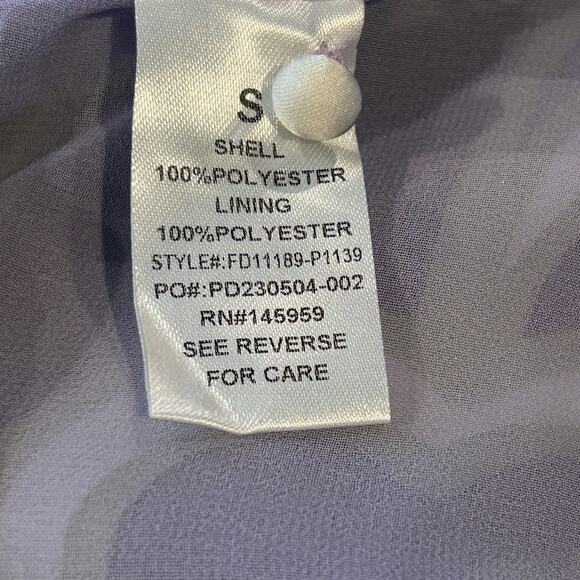 S
SHELL
100%POLYESTER
LINING
100%POLYESTER
STYLE#:FD11189-P1139
PO#:PD230504-002
RN#145959
SEE REVERSE
FOR CARE